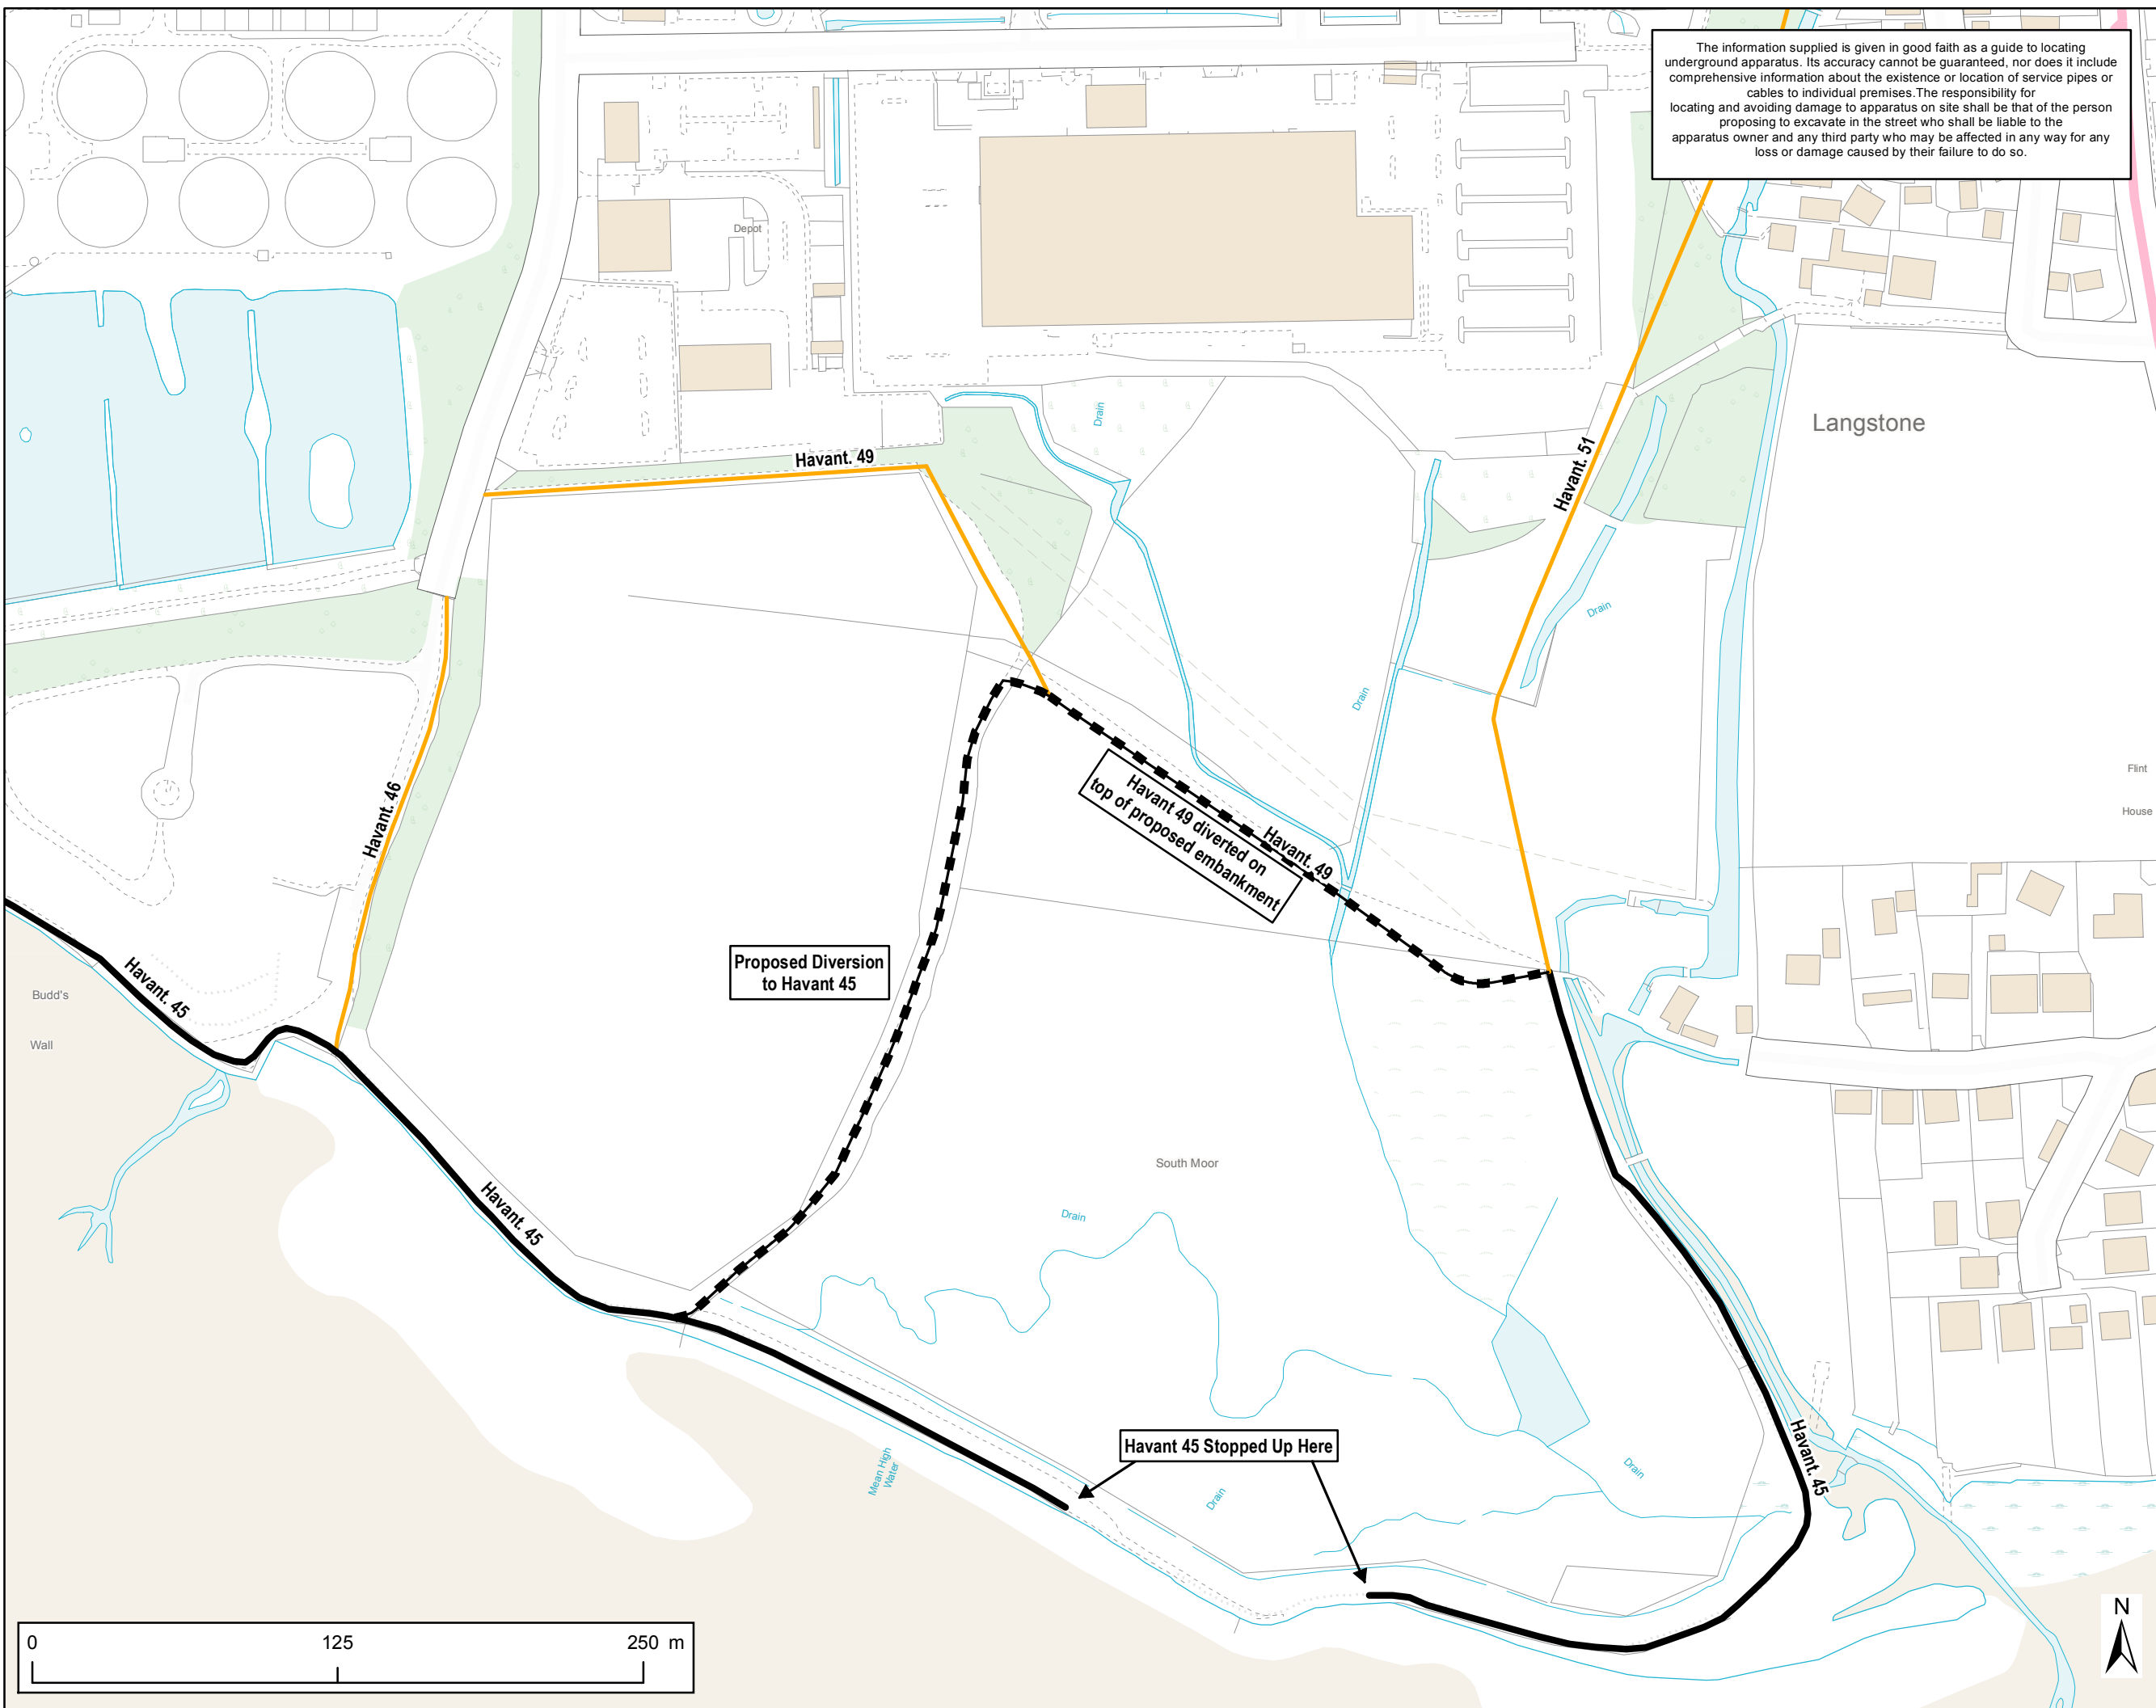 The information supplied is given in good faith as a guide to locating
underground apparatus. Its accuracy cannot be guaranteed, nor does it include
comprehensive information about the existence or location of service pipes or
cables to individual premises.The responsibility for
locating and avoiding damage to apparatus on site shall be that of the person
proposing to excavate in the street who shall be liable to the
apparatus owner and any third party who may be affected in any way for any
loss or damage caused by their failure to do so.
Depot
Drain
Langstone
Havant. 49
Havant. 51
Drain
Drain
Flint
House
Havant. 46
Havant 49 diverted on
top of proposed embankment
Havant. 49
Proposed Diversion
to Havant 45
Havant. 45
Budd's
Wall
South Moor
Havant. 45
Drain
Havant 45 Stopped Up Here
Mean High
Water
Drain
Drain
Havant. 45
0
125
250 m
N